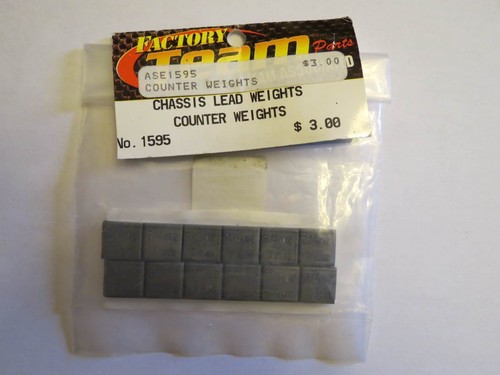 FACTORY
Team Parts
ASE1595 $3.00
COUNTER WEIGHTS
CHASSIS LEAD WEIGHTS
COUNTER WEIGHTS
No. 1595 $ 3.00